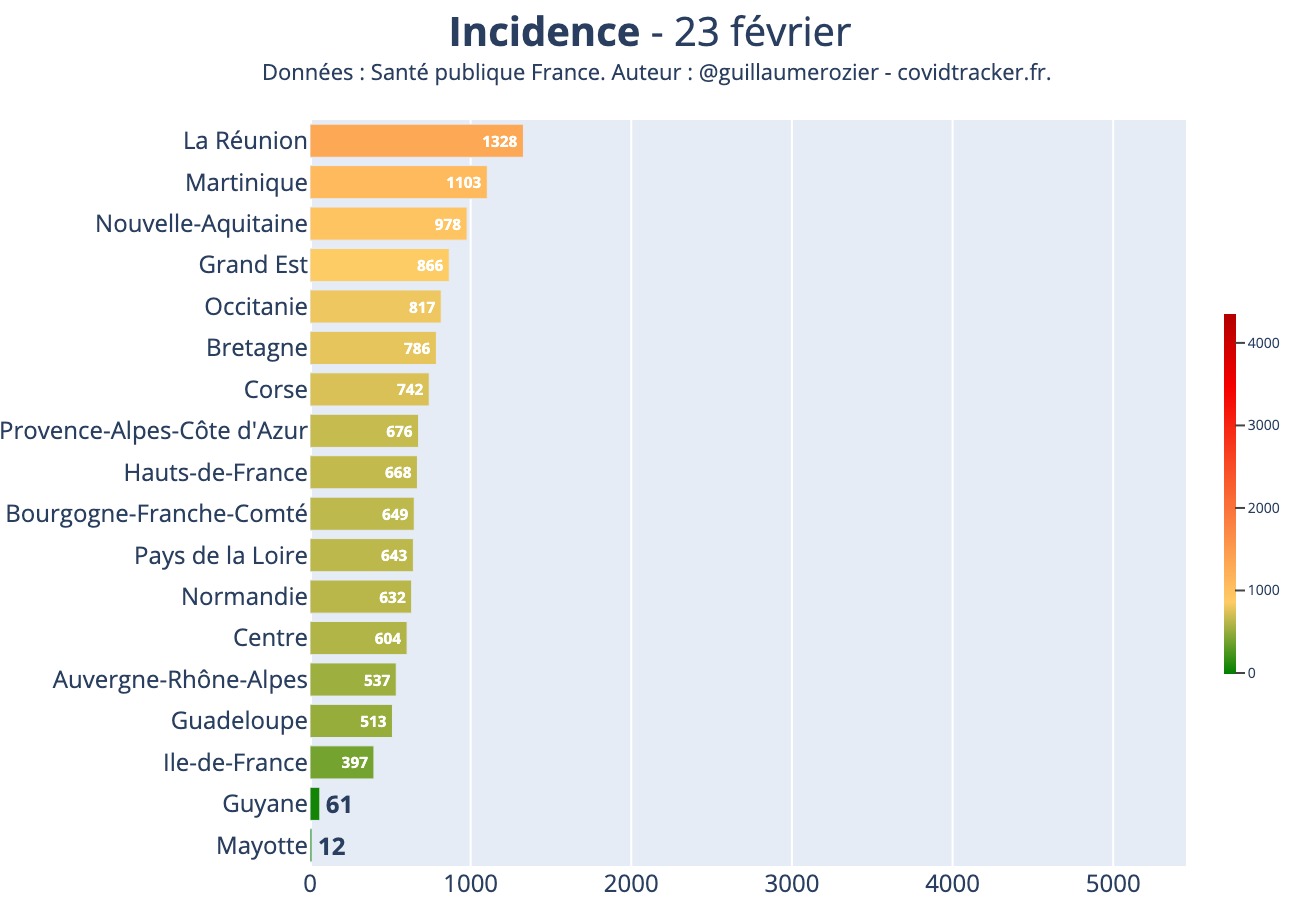 Incidence - 23 février
Données : Santé publique France. Auteur : @guillaumerozier - covidtracker.fr.
La Réunion 1328
Martinique 1103
Nouvelle-Aquitaine 978
Grand Est 866
Occitanie 817
Bretagne 786
Corse 742
Provence-Alpes-Côte d'Azur 676
Hauts-de-France 668
Bourgogne-Franche-Comté 649
Pays de la Loire 643
Normandie 632
Centre 604
Auvergne-Rhône-Alpes 537
Guadeloupe 513
Ile-de-France 397
Guyane 61
Mayotte 12
0 1000 2000 3000 4000 5000
4000
3000
2000
1000
0